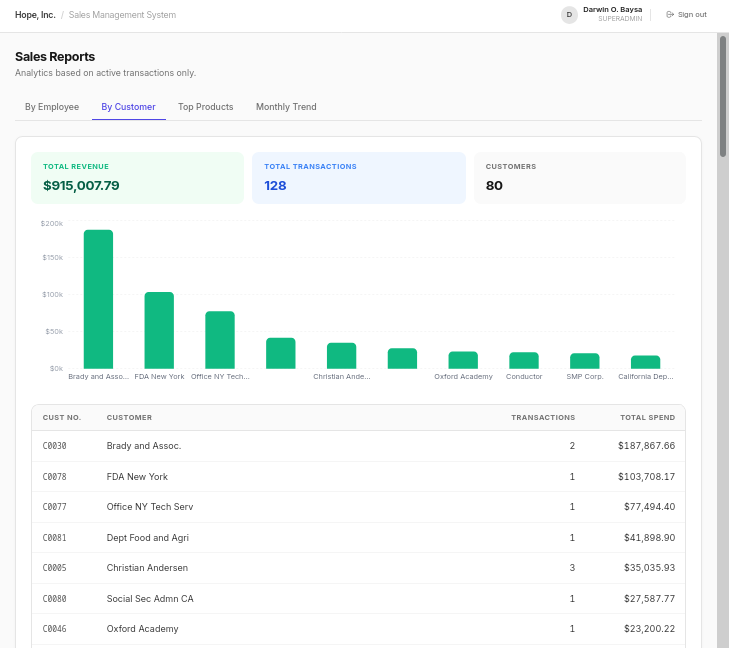 Hope, Inc. / Sales Management System
D
Darwin O. Baysa
SUPERADMIN
Sign out
Sales Reports
Analytics based on active transactions only.
By Employee By Customer Top Products Monthly Trend
TOTAL REVENUE
$915,007.79
TOTAL TRANSACTIONS
128
CUSTOMERS
80
$200k
$150k
$100k
$50k
$0k
Brady and Asso... FDA New York Office NY Tech... Christian Ande... Oxford Academy Conductor SMP Corp. California Dep...
CUST NO. CUSTOMER TRANSACTIONS TOTAL SPEND
C0030 Brady and Assoc. 2 $187,867.66
C0078 FDA New York 1 $103,708.17
C0077 Office NY Tech Serv 1 $77,494.40
C0081 Dept Food and Agri 1 $41,898.90
C0005 Christian Andersen 3 $35,035.93
C0080 Social Sec Admn CA 1 $27,587.77
C0046 Oxford Academy 1 $23,200.22